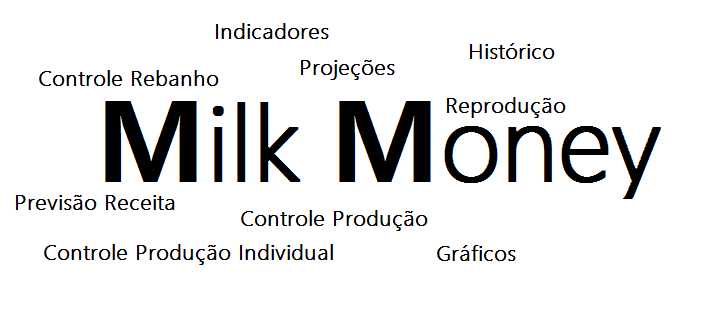 Indicadores
Histórico
Projeções
Controle Rebanho
Reprodução
Milk Money
Previsão Receita
Controle Produção
Controle Produção Individual
Gráficos